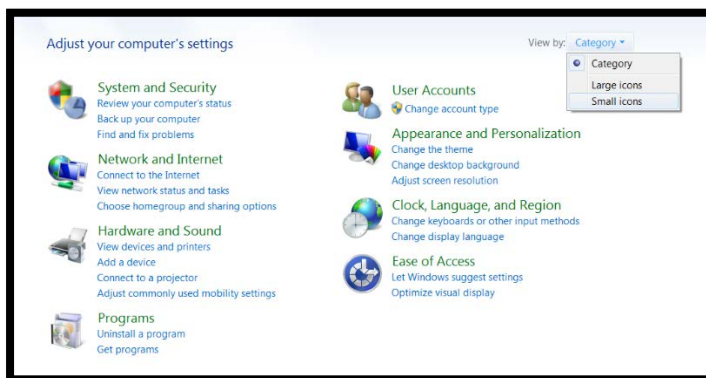 Adjust your computer's settings
View by: Category
Category
Large icons
Small icons
System and Security
Review your computer's status
Back up your computer
Find and fix problems
Network and Internet
Connect to the Internet
View network status and tasks
Choose homegroup and sharing options
Hardware and Sound
View devices and printers
Add a device
Connect to a projector
Adjust commonly used mobility settings
Programs
Uninstall a program
Get programs
User Accounts
Change account type
Appearance and Personalization
Change the theme
Change desktop background
Adjust screen resolution
Clock, Language, and Region
Change keyboards or other input methods
Change display language
Ease of Access
Let Windows suggest settings
Optimize visual display